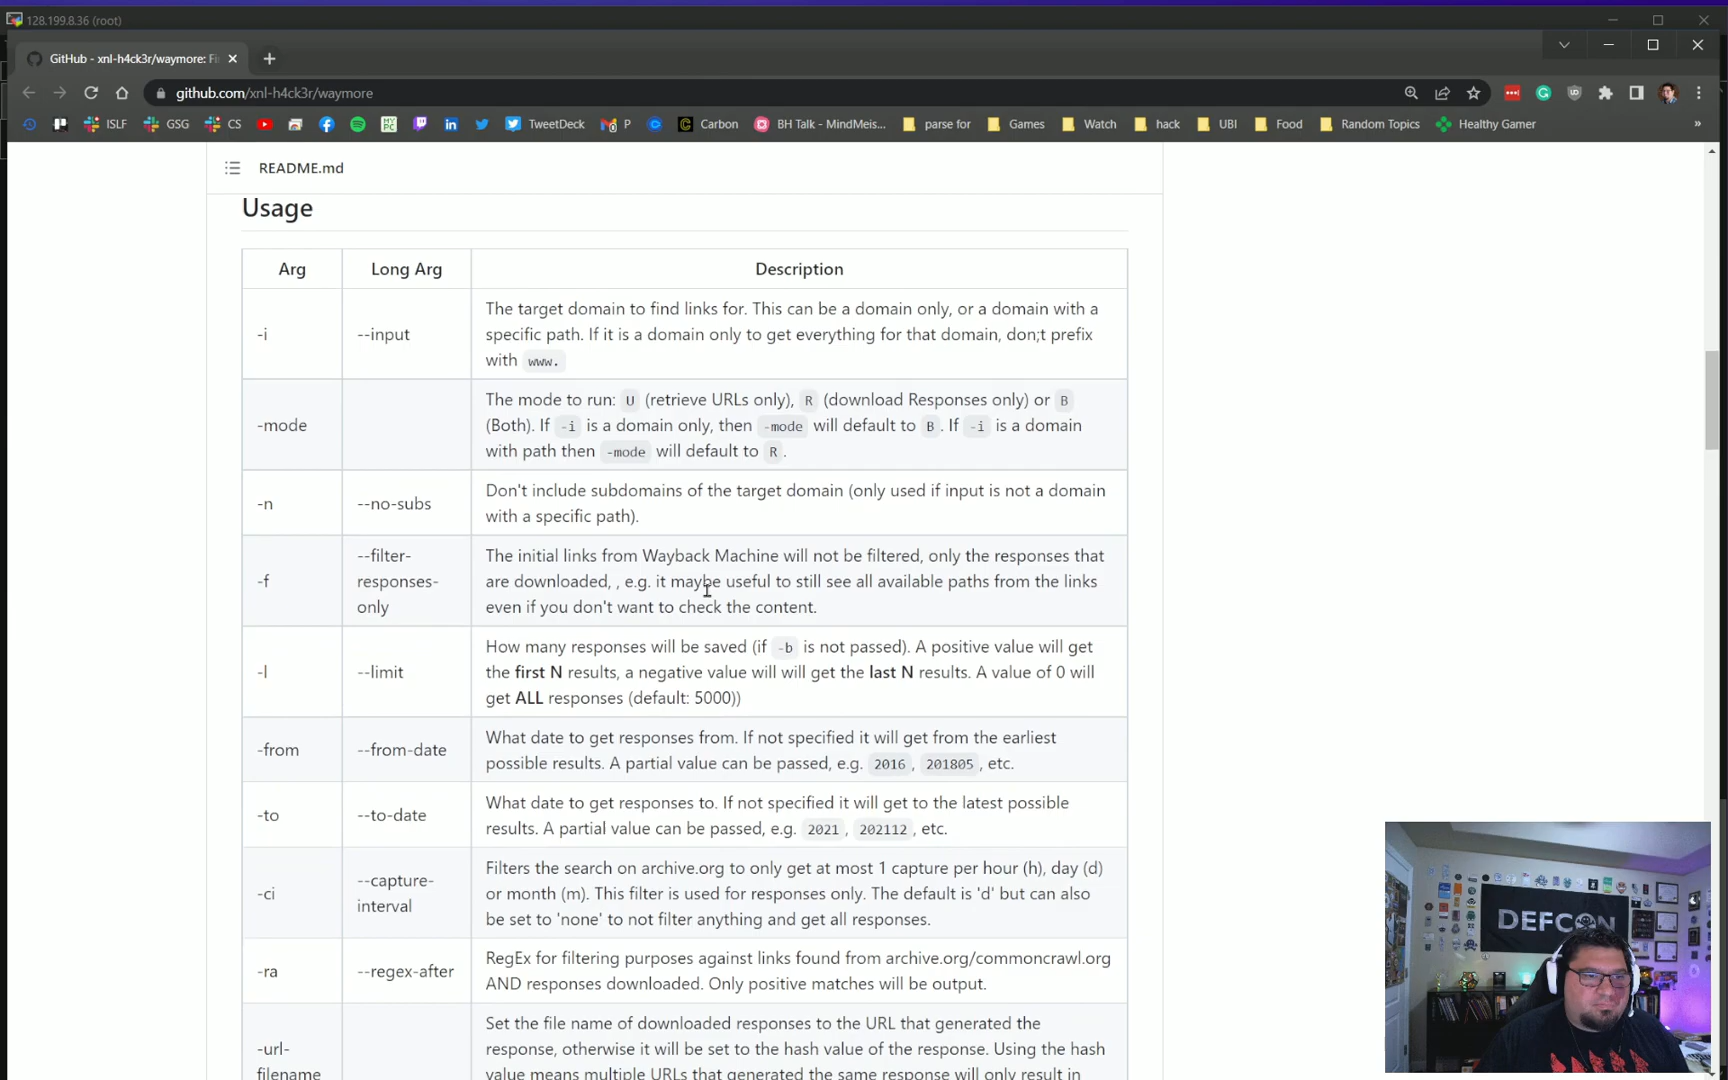 128.199.8.36 (root)
GitHub - xnl-h4ck3r/waymore: Fi
github.com/xnl-h4ck3r/waymore
ISLF GSG CS TweetDeck P Carbon BH Talk - MindMeis... parse for Games Watch hack UBI Food Random Topics Healthy Gamer »
README.md
Usage
Arg Long Arg Description
-i --input The target domain to find links for. This can be a domain only, or a domain with a
specific path. If it is a domain only to get everything for that domain, don;t prefix
with www.
-mode The mode to run: U (retrieve URLs only), R (download Responses only) or B
(Both). If -i is a domain only, then -mode will default to B. If -i is a domain
with path then -mode will default to R.
-n --no-subs Don't include subdomains of the target domain (only used if input is not a domain
with a specific path).
-f --filter-
responses-
only
The initial links from Wayback Machine will not be filtered, only the responses that
are downloaded, , e.g. it maybe useful to still see all available paths from the links
even if you don't want to check the content.
-l --limit How many responses will be saved (if -b is not passed). A positive value will get
the first N results, a negative value will will get the last N results. A value of 0 will
get ALL responses (default: 5000))
-from --from-date What date to get responses from. If not specified it will get from the earliest
possible results. A partial value can be passed, e.g. 2016, 201805, etc.
-to --to-date What date to get responses to. If not specified it will get to the latest possible
results. A partial value can be passed, e.g. 2021, 202112, etc.
-ci --capture-
interval
Filters the search on archive.org to only get at most 1 capture per hour (h), day (d)
or month (m). This filter is used for responses only. The default is 'd' but can also
be set to 'none' to not filter anything and get all responses.
-ra --regex-after RegEx for filtering purposes against links found from archive.org/commoncrawl.org
AND responses downloaded. Only positive matches will be output.
-url-
filename
Set the file name of downloaded responses to the URL that generated the
response, otherwise it will be set to the hash value of the response. Using the hash
value means multiple URLs that generated the same response will only result in
DEFCON